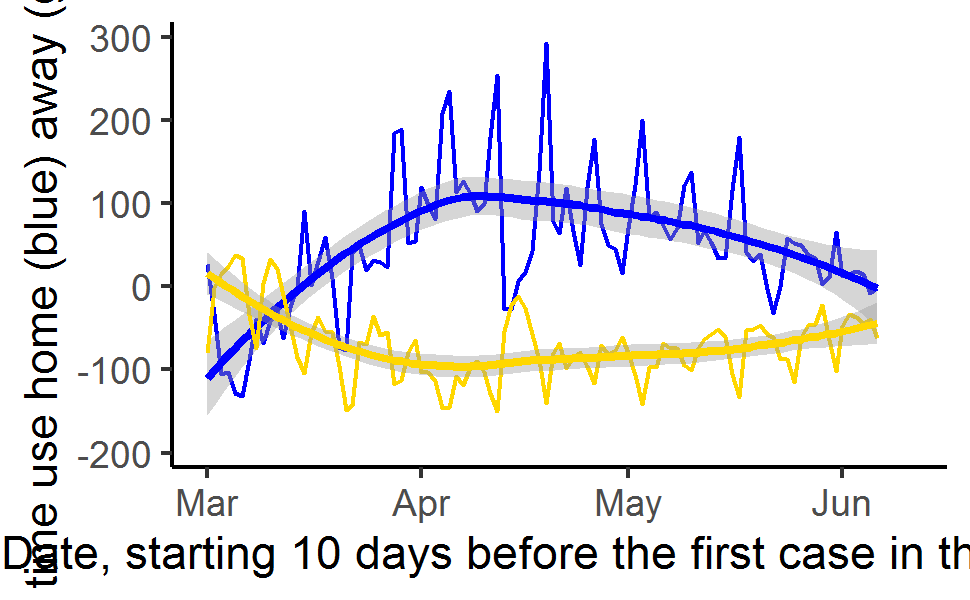 time use home (blue) away (
300
200
100
0
-100
-200
Mar Apr May Jun
Date, starting 10 days before the first case in th